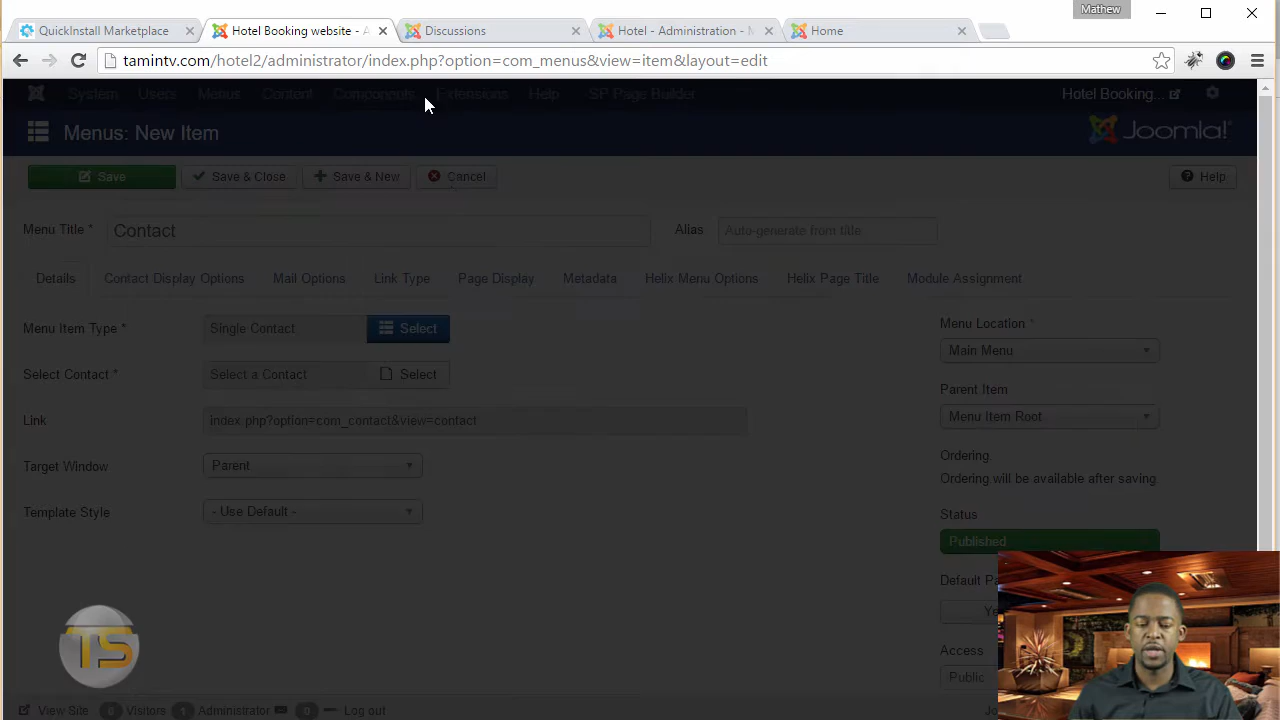 Mathew
QuickInstall Marketplace
Hotel Booking website - A
Discussions
Hotel - Administration - M
Home
tamintv.com/hotel2/administrator/index.php?option=com_menus&view=item&layout=edit
System Users Menus Content Components Extensions Help SP Page Builder Hotel Booking...
Menus: New Item
Joomla!
Save
Save & Close
Save & New
Cancel
Help
Menu Title * Contact
Alias Auto-generate from title
Details Contact Display Options Mail Options Link Type Page Display Metadata Helix Menu Options Helix Page Title Module Assignment
Menu Item Type * Single Contact Select
Select Contact * Select a Contact Select
Link index.php?option=com_contact&view=contact
Target Window Parent
Template Style - Use Default -
Menu Location *
Main Menu
Parent Item
Menu Item Root
Ordering
Ordering will be available after saving.
Status
Published
Default Pa
Ye
Access
Public
TS
View Site 0 Visitors 1 Administrator 0 Log out